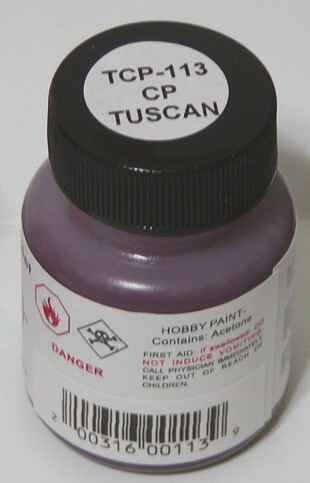 TCP-113
CP
TUSCAN
HOBBY PAINT-
Contains: Acetone
DANGER
FIRST AID: If swallowed, DO
NOT INDUCE VOMITING.
CALL PHYSICIAN IMMEDIATELY.
KEEP OUT OF REACH OF
CHILDREN.
2 00316 00113 9